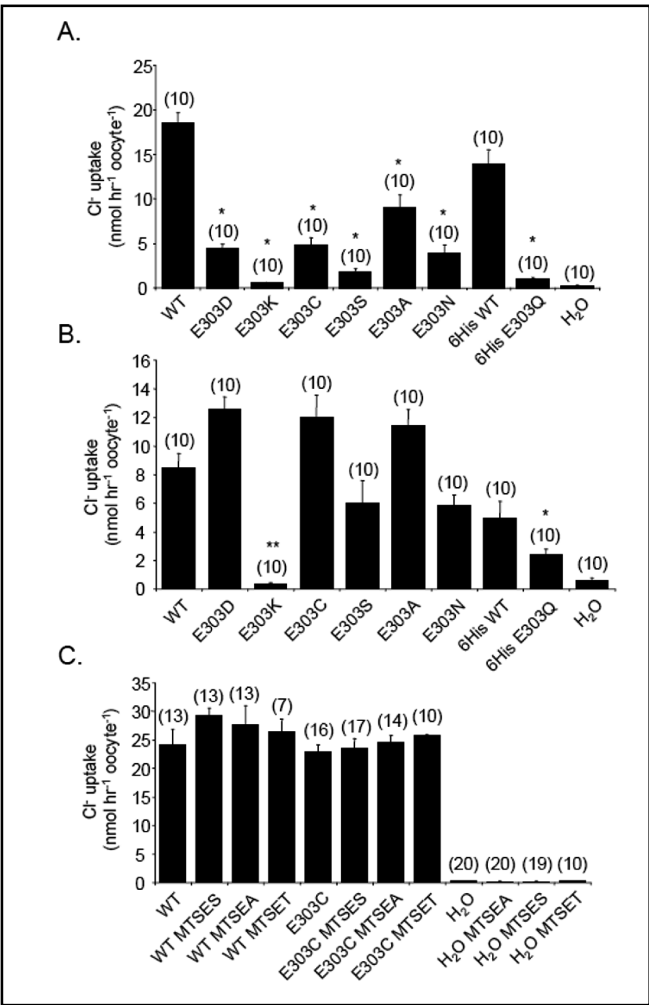 A.
Cl- uptake
(nmol hr-1 oocyte-1)
25
20
15
10
5
0
(10)
*
(10)
*
(10)
*
(10)
*
(10)
*
(10)
*
(10)
(10)
*
(10)
(10)
WT
E303D
E303K
E303C
E303S
E303A
E303N
6His WT
6His E303Q
H2O
B.
Cl- uptake
(nmol hr-1 oocyte-1)
16
14
12
10
8
6
4
2
0
(10)
(10)
**
(10)
(10)
(10)
(10)
(10)
(10)
*
(10)
(10)
WT
E303D
E303K
E303C
E303S
E303A
E303N
6His WT
6His E303Q
H2O
C.
Cl- uptake
(nmol hr-1 oocyte-1)
35
30
25
20
15
10
5
0
(13)
(13)
(13)
(7)
(16)
(17)
(14)
(10)
(20)
(20)
(19)
(10)
WT
WT MTSES
WT MTSEA
WT MTSET
E303C
E303C MTSES
E303C MTSEA
E303C MTSET
H2O
H2O MTSEA
H2O MTSES
H2O MTSET